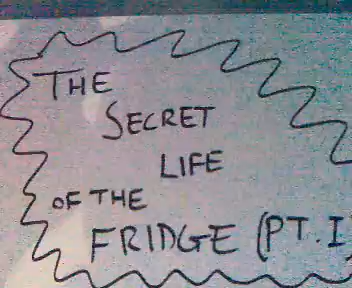 THE
SECRET
LIFE
OF THE
FRIDGE (PT. I